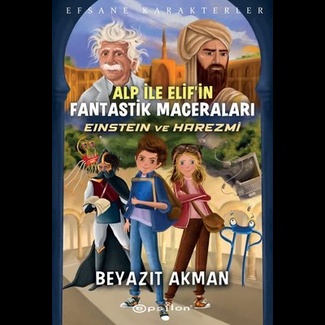 EFSANE KARAKTERLER
ALP İLE ELİF'İN
FANTASTİK MACERALARI
EINSTEIN VE HAREZMİ
BEYAZIT AKMAN
epsilon